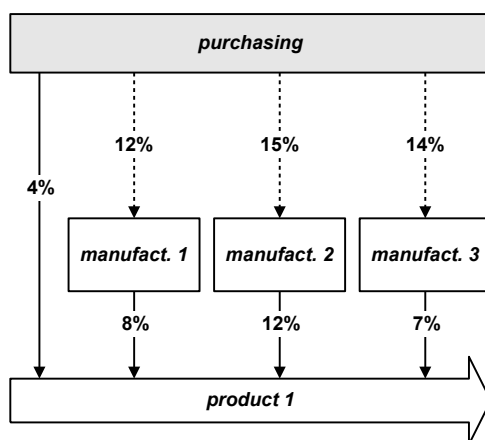 purchasing
12% 15% 14%
4%
manufact. 1 manufact. 2 manufact. 3
8% 12% 7%
product 1